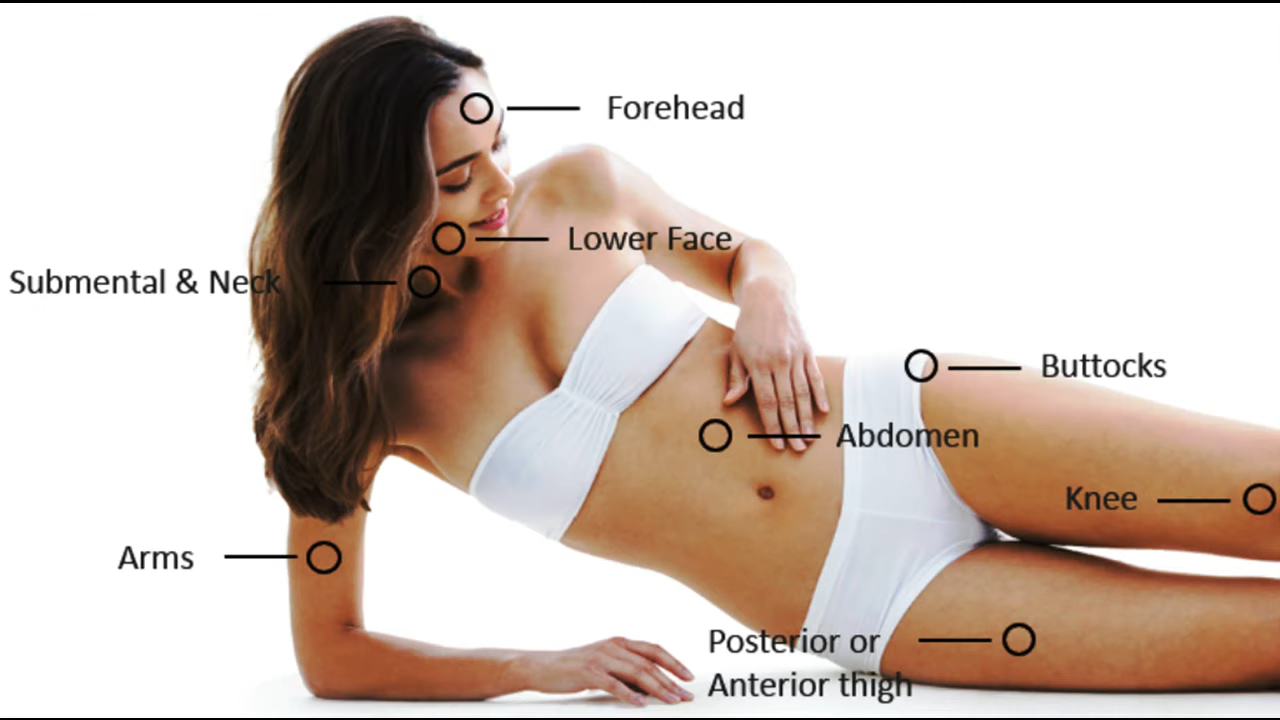 Forehead
Lower Face
Submental & Neck
Buttocks
Abdomen
Knee
Arms
Posterior or
Anterior thigh